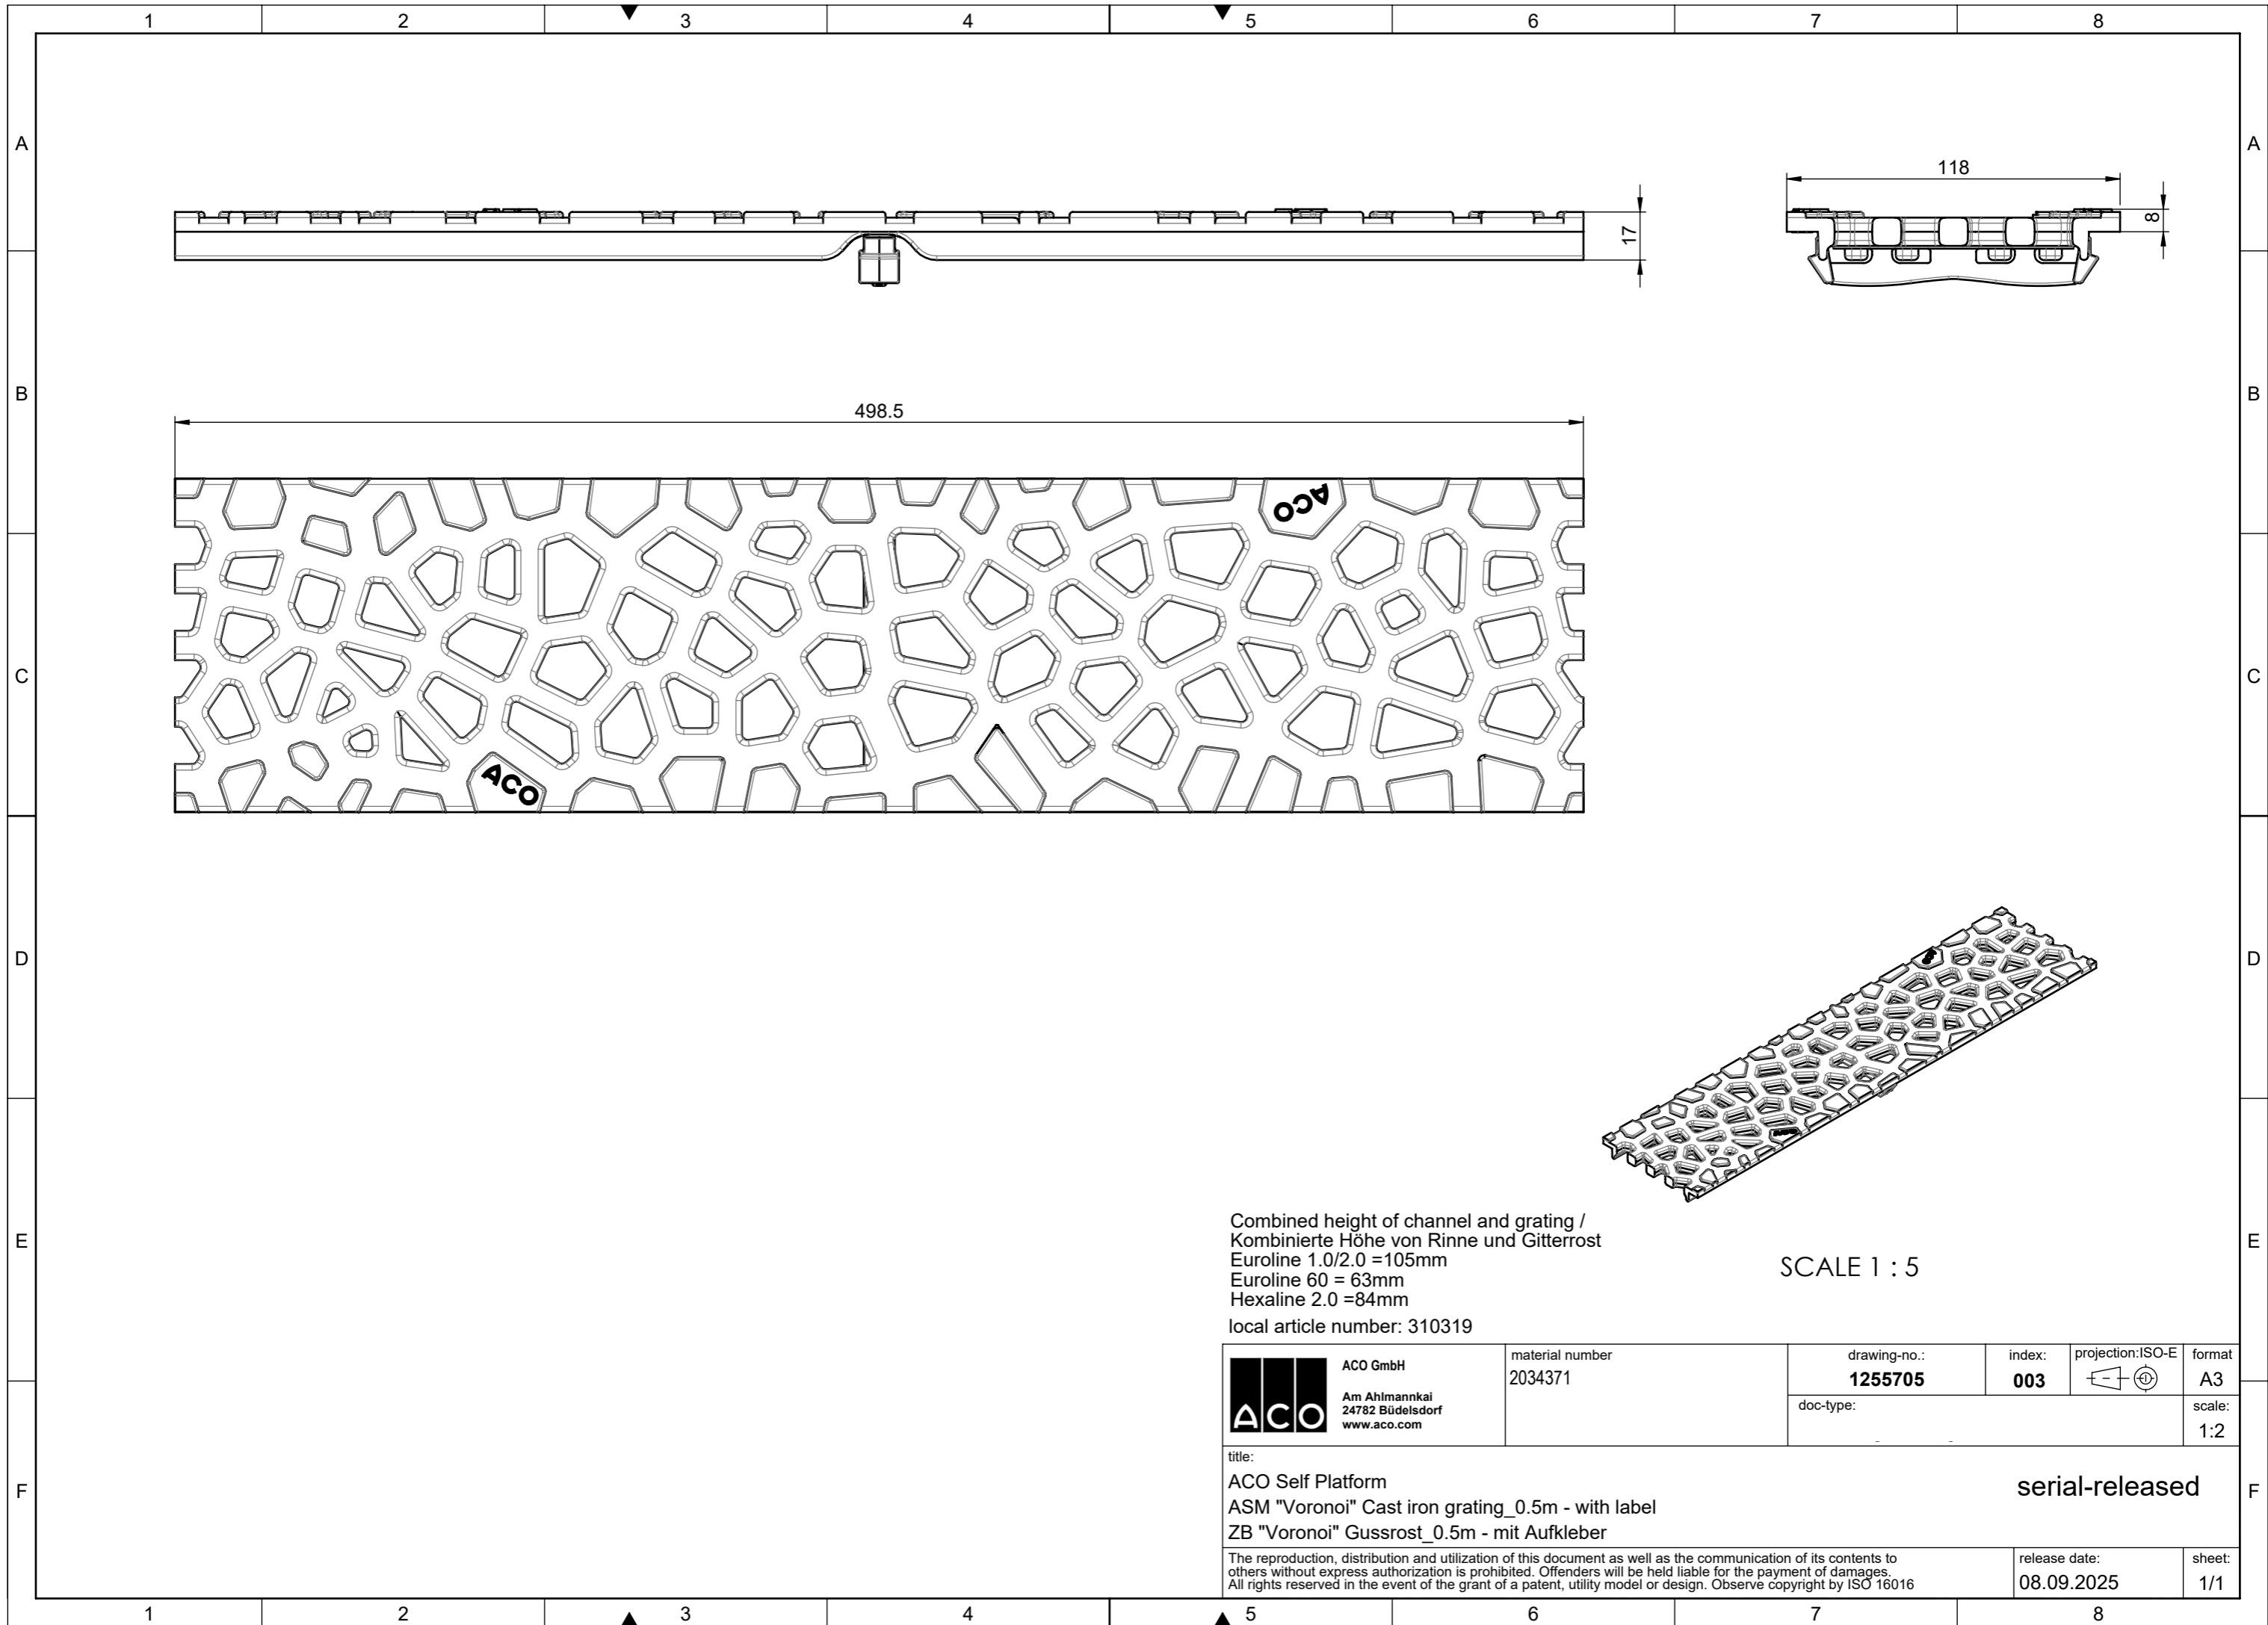 1 2 3 4 5 6 7 8
A A
118
8
17
B B
498.5
ACO
C C
ACO
D D
E E
Combined height of channel and grating /
Kombinierte Höhe von Rinne und Gitterrost
Euroline 1.0/2.0 =105mm
Euroline 60 = 63mm
Hexaline 2.0 =84mm
local article number: 310319
SCALE 1 : 5
ACO
ACO GmbH
Am Ahlmannkai
24782 Büdelsdorf
www.aco.com
material number
2034371
drawing-no.:
1255705
index:
003
projection:ISO-E
format
A3
doc-type:
- -
scale:
1:2
F F
title:
ACO Self Platform
ASM "Voronoi" Cast iron grating_0.5m - with label
ZB "Voronoi" Gussrost_0.5m - mit Aufkleber
serial-released
The reproduction, distribution and utilization of this document as well as the communication of its contents to
others without express authorization is prohibited. Offenders will be held liable for the payment of damages.
All rights reserved in the event of the grant of a patent, utility model or design. Observe copyright by ISO 16016
release date:
08.09.2025
sheet:
1/1
1 2 3 4 5 6 7 8